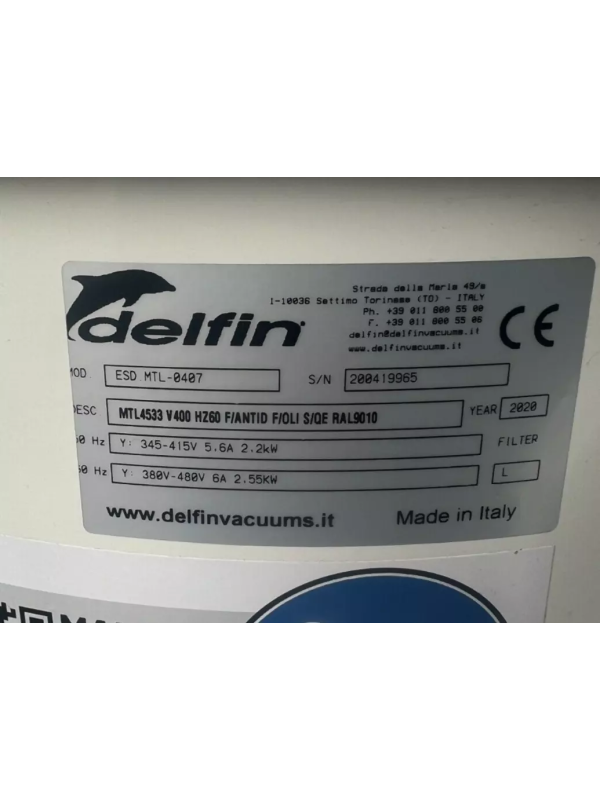 delfin
Strada della Merla 49/a
I-10036 Settimo Torinese (TO) - ITALY
Ph. +39 011 800 55 00
F. +39 011 800 55 06
delfin@delfinvacuums.it
www.delfinvacuums.it
CE
MOD ESD MTL-0407 S/N 200419965
DESC MTL4533 V400 HZ60 F/ANTID F/OLI S/QE RAL9010 YEAR 2020
50 Hz Y: 345-415V 5.6A 2.2kW FILTER
60 Hz Y: 380V-480V 6A 2.55KW L
www.delfinvacuums.it Made in Italy